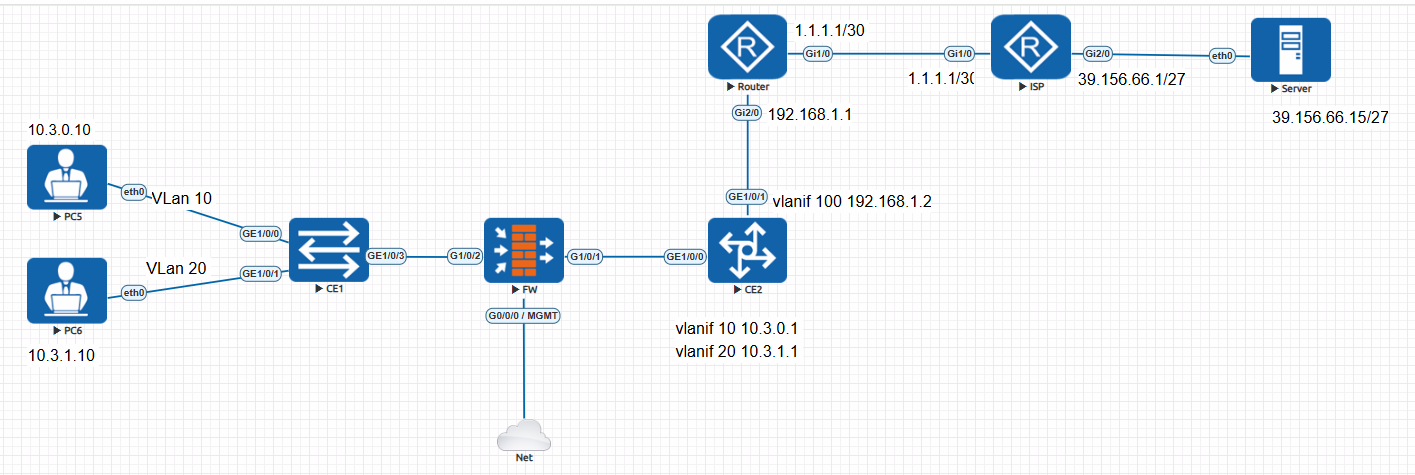 1.1.1.1/30
R
Gi1/0
Gi1/0
R
Gi2/0
eth0
1.1.1.1/30
39.156.66.1/27
Router
ISP
Server
Gi2/0
192.168.1.1
39.156.66.15/27
10.3.0.10
eth0
VLan 10
PC5
GE1/0/1
vlanif 100 192.168.1.2
GE1/0/0
VLan 20
GE1/0/3
G1/0/2
G1/0/1
GE1/0/0
GE1/0/1
eth0
CE1
FW
CE2
PC6
G0/0/0 / MGMT
10.3.1.10
vlanif 10 10.3.0.1
vlanif 20 10.3.1.1
Net